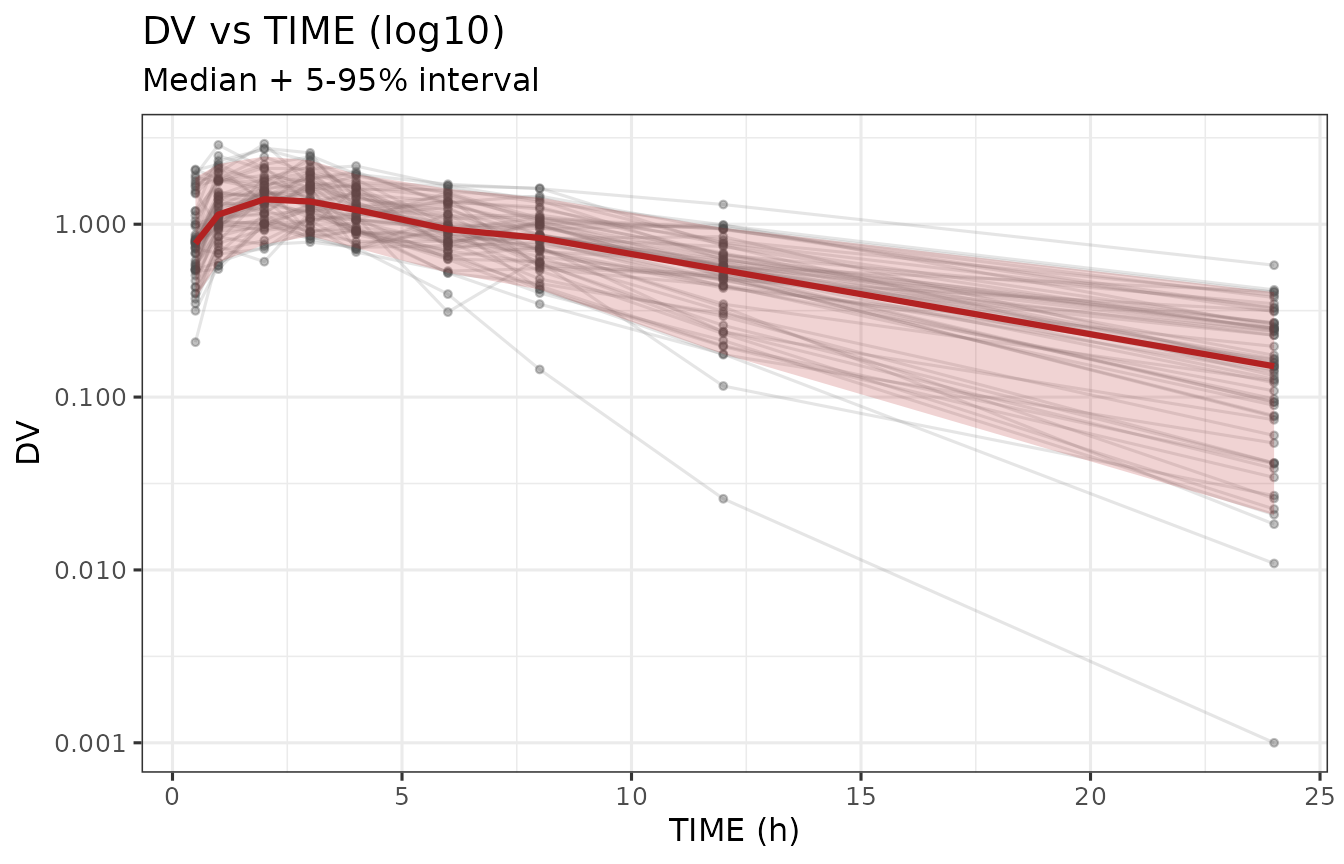 DV vs TIME (log10)
Median + 5-95% interval
1.000
0.100
0.010
0.001
DV
0 5 10 15 20 25
TIME (h)